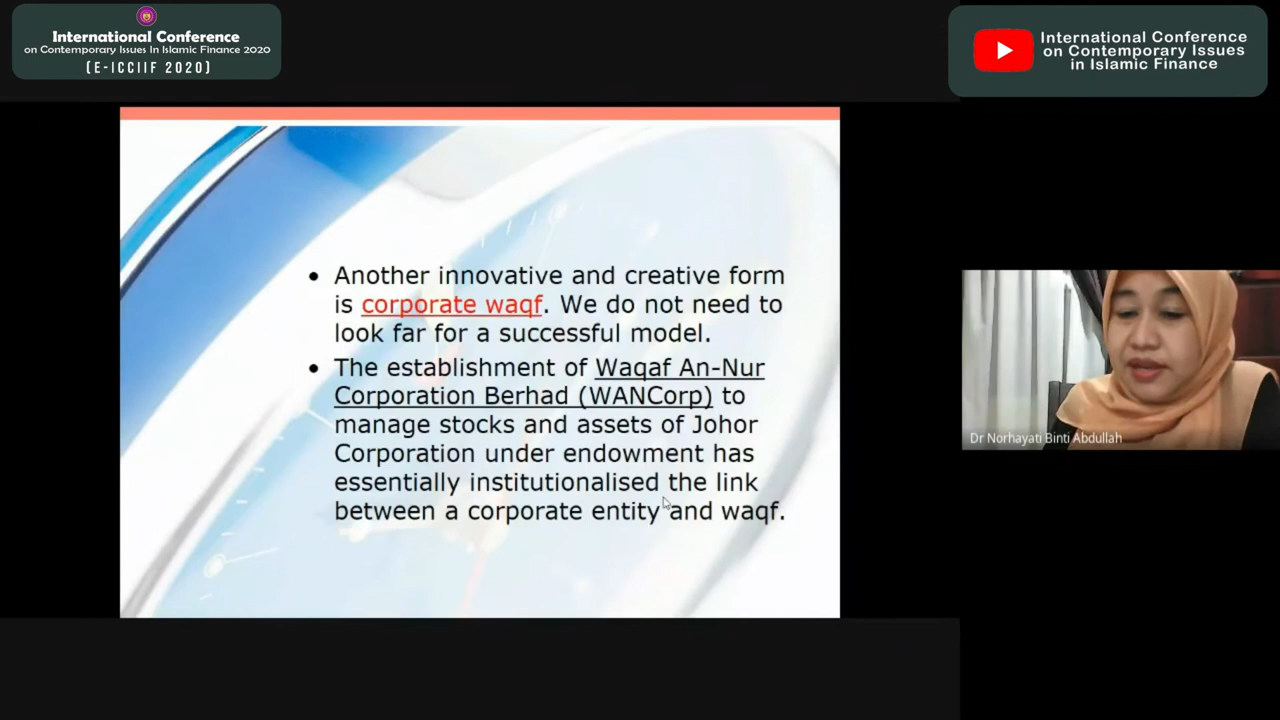 International Conference
on Contemporary Issues In Islamic Finance 2020
(E-ICCIIF 2020)
International Conference
on Contemporary Issues
in Islamic Finance
• Another innovative and creative form
is corporate waqf. We do not need to
look far for a successful model.
• The establishment of Waqaf An-Nur
Corporation Berhad (WANCorp) to
manage stocks and assets of Johor
Corporation under endowment has
essentially institutionalised the link
between a corporate entity and waqf.
Dr Norhayati Binti Abdullah